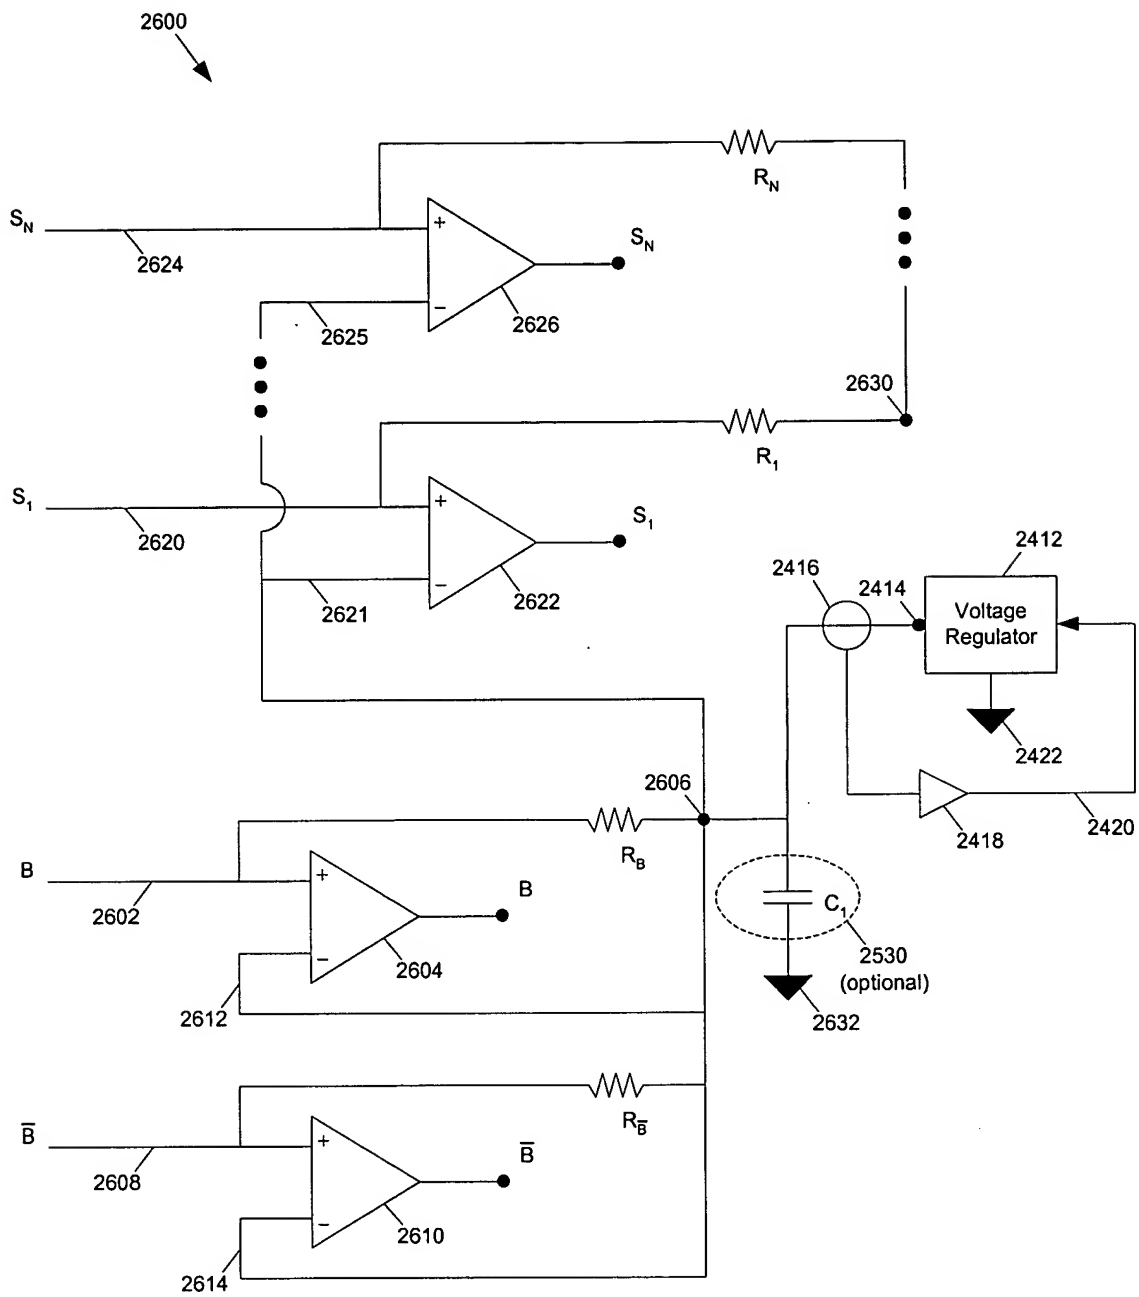 2600
R_N
S_N
+
S_N
2624
−
2625
2626
2630
R_1
S_1
+
S_1
2620
−
2621
2622
2412
2416
2414
Voltage
Regulator
2422
2606
2418
2420
R_B
B
+
B
2602
C_1
−
2604
2530
(optional)
2612
2632
R_B̅
B̅
+
B̅
2608
−
2610
2614